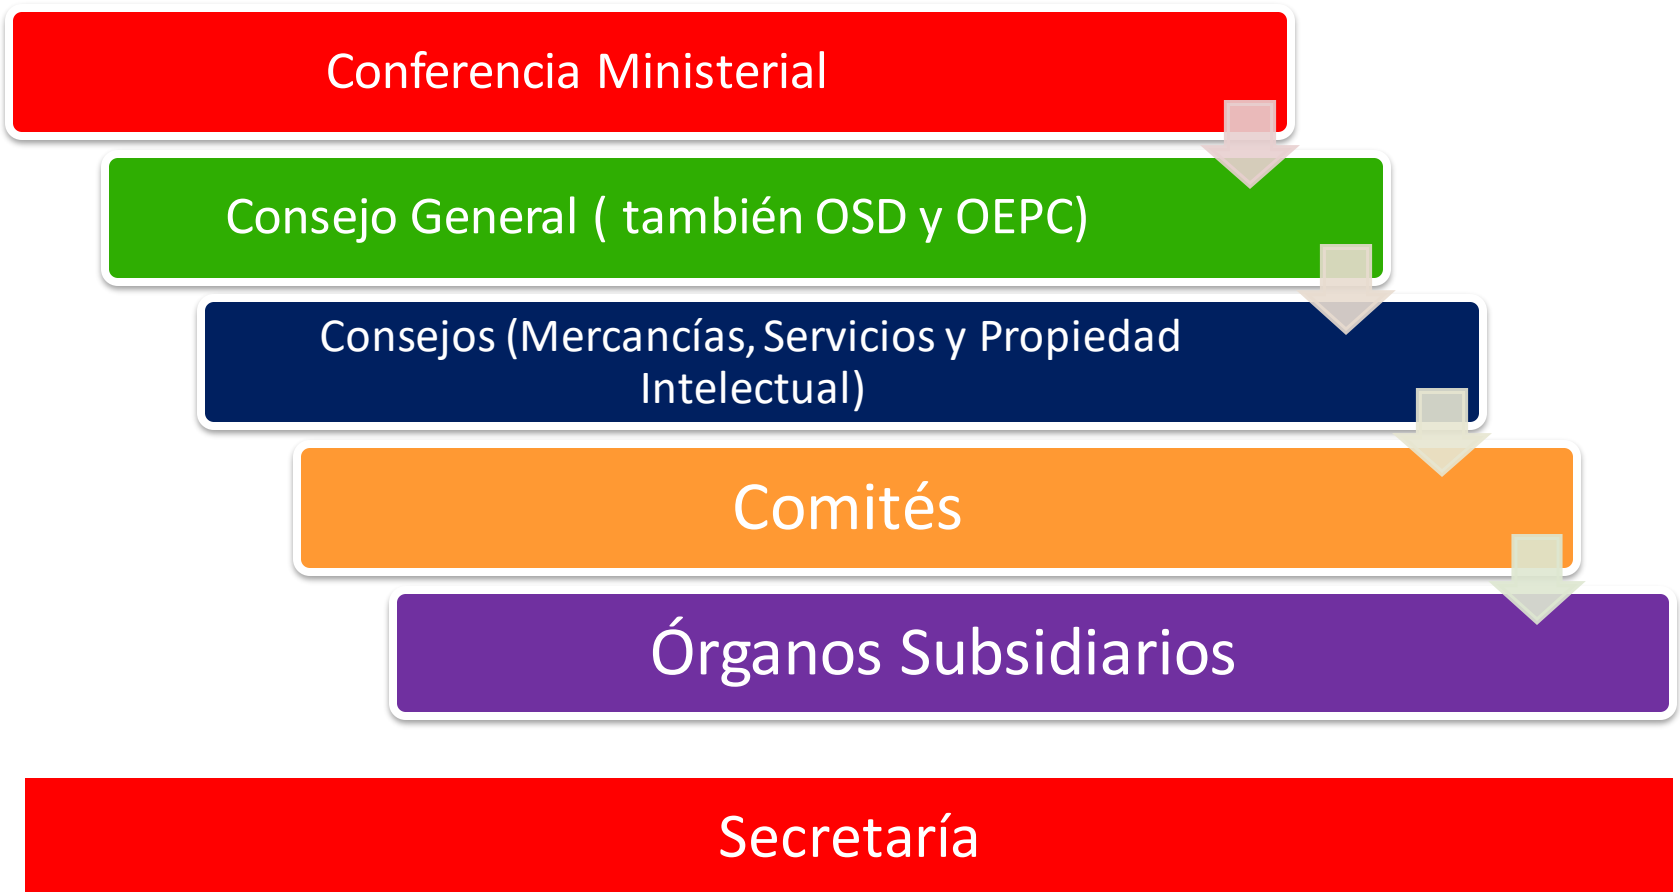 Conferencia Ministerial
Consejo General ( también OSD y OEPC)
Consejos (Mercancías, Servicios y Propiedad
Intelectual)
Comités
Órganos Subsidiarios
Secretaría